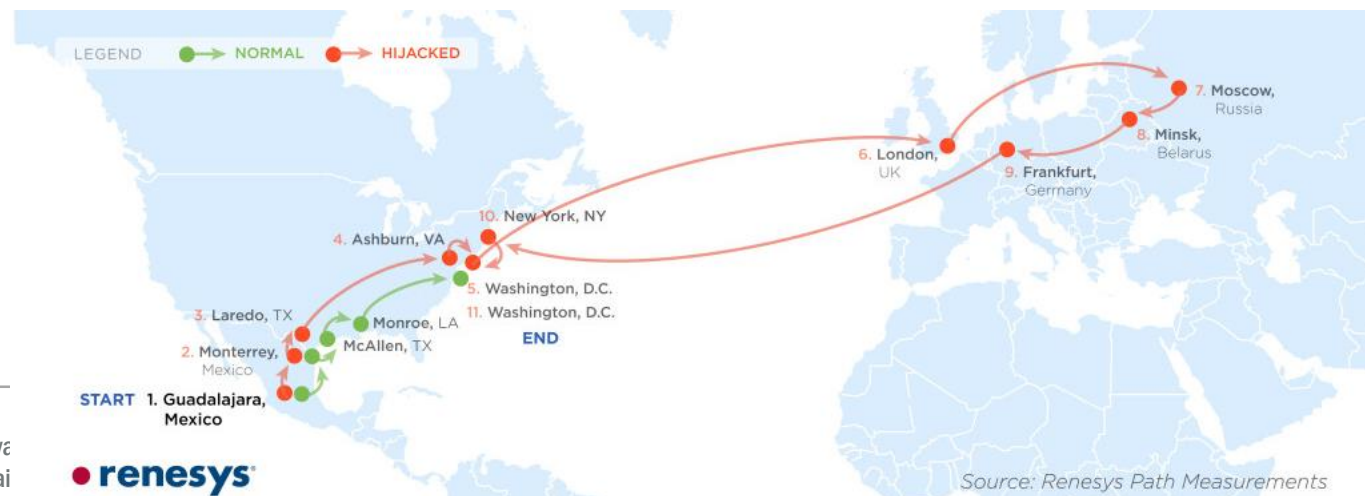 LEGEND NORMAL HIJACKED
7. Moscow,
Russia
8. Minsk,
Belarus
6. London,
UK
9. Frankfurt,
Germany
10. New York, NY
4. Ashburn, VA
5. Washington, D.C.
11. Washington, D.C.
END
3. Laredo, TX
Monroe, LA
McAllen, TX
2. Monterrey,
Mexico
START 1. Guadalajara,
Mexico
renesys
Source: Renesys Path Measurements